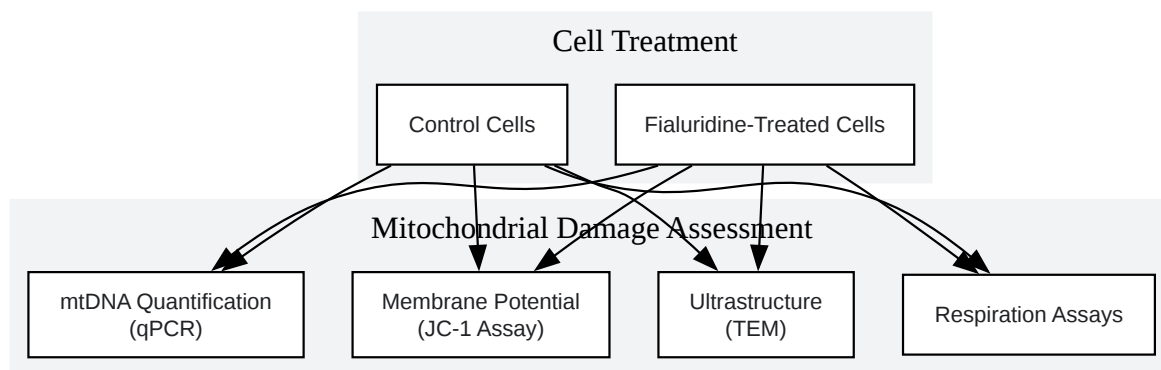 Cell Treatment
Control Cells
Fialuridine-Treated Cells
Mitochondrial Damage Assessment
mtDNA Quantification
(qPCR)
Membrane Potential
(JC-1 Assay)
Ultrastructure
(TEM)
Respiration Assays